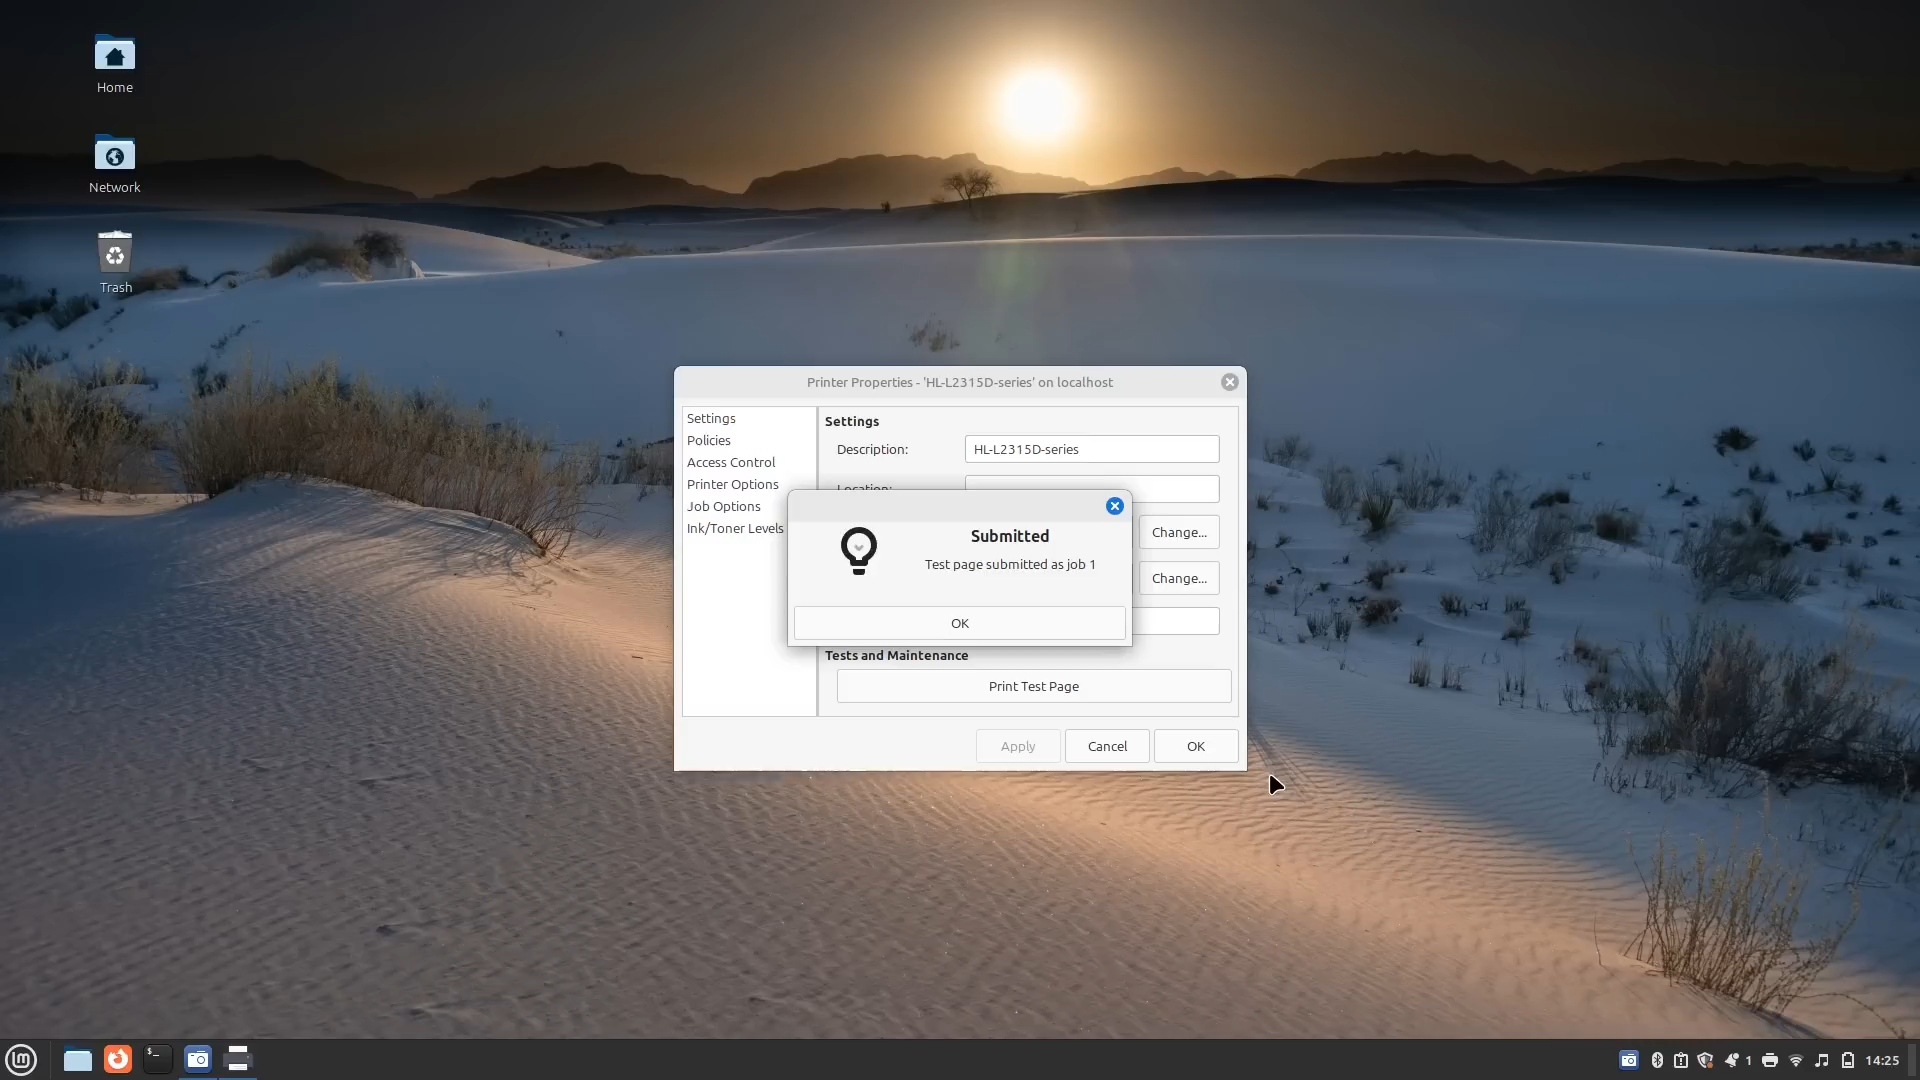 Home
Network
Trash
Printer Properties - 'HL-L2315D-series' on localhost
Settings
Policies
Access Control
Printer Options
Job Options
Ink/Toner Levels
Settings
Description:
HL-L2315D-series
Location:
Change...
Change...
Submitted
Test page submitted as job 1
OK
Tests and Maintenance
Print Test Page
Apply
Cancel
OK
1
14:25